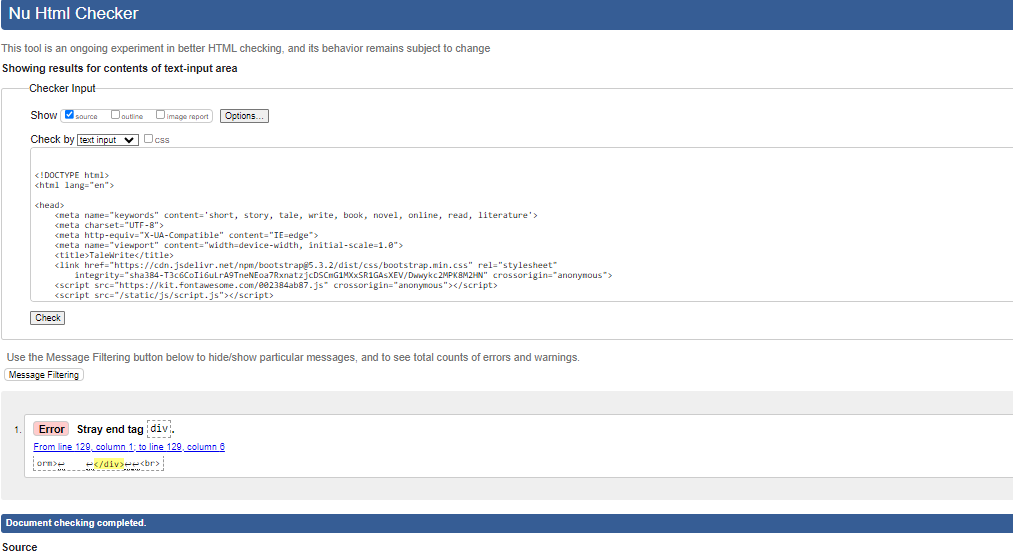 Nu Html Checker
This tool is an ongoing experiment in better HTML checking, and its behavior remains subject to change
Showing results for contents of text-input area
Checker Input
Show source outline image report Options...
Check by text input css
<!DOCTYPE html>
<html lang="en">
<head>
<meta name="keywords" content='short, story, tale, write, book, novel, online, read, literature'>
<meta charset="UTF-8">
<meta http-equiv="X-UA-Compatible" content="IE=edge">
<meta name="viewport" content="width=device-width, initial-scale=1.0">
<title>TaleWrite</title>
<link href="https://cdn.jsdelivr.net/npm/bootstrap@5.3.2/dist/css/bootstrap.min.css" rel="stylesheet"
integrity="sha384-T3c6CoIi6uLrA9TneNEoa7RxnatzjcDSCmG1MXxSR1GAsXEV/Dwwykc2MPK8M2HN" crossorigin="anonymous">
<script src="https://kit.fontawesome.com/002384ab87.js" crossorigin="anonymous"></script>
<script src="/static/js/script.js"></script>
Check
Use the Message Filtering button below to hide/show particular messages, and to see total counts of errors and warnings.
Message Filtering
1. Error Stray end tag div.
From line 129, column 1; to line 129, column 6
orm>↩ ↩</div>↩↩<br>
Document checking completed.
Source